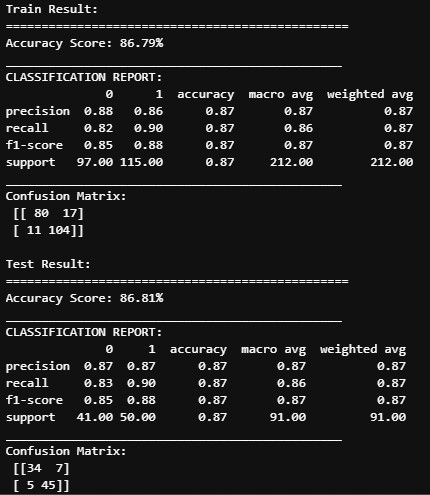 Train Result:
================================================
Accuracy Score: 86.79%
_______________________________________________
CLASSIFICATION REPORT:
              0      1  accuracy  macro avg  weighted avg
precision  0.88   0.86      0.87       0.87          0.87
recall     0.82   0.90      0.87       0.86          0.87
f1-score   0.85   0.88      0.87       0.87          0.87
support   97.00 115.00      0.87     212.00        212.00
_______________________________________________
Confusion Matrix:
 [[ 80  17]
 [ 11 104]]

Test Result:
================================================
Accuracy Score: 86.81%
_______________________________________________
CLASSIFICATION REPORT:
              0     1  accuracy  macro avg  weighted avg
precision  0.87  0.87      0.87       0.87          0.87
recall     0.83  0.90      0.87       0.86          0.87
f1-score   0.85  0.88      0.87       0.87          0.87
support   41.00 50.00      0.87      91.00         91.00
_______________________________________________
Confusion Matrix:
 [[34  7]
 [ 5 45]]